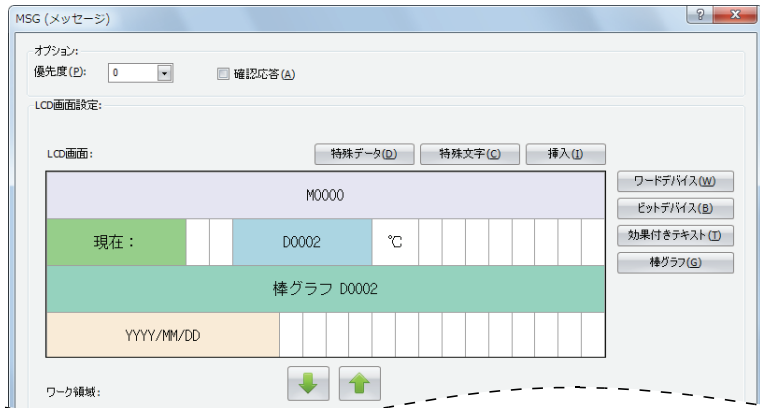 MSG (メッセージ)
オプション:
優先度(P): 0 確認応答(A)
LCD画面設定:
LCD画面: 特殊データ(D) 特殊文字(C) 挿入(I)
M0000
ワードデバイス(W)
ビットデバイス(B)
現在： D0002 ℃
効果付きテキスト(T)
棒グラフ(G)
棒グラフ D0002
YYYY/MM/DD
ワーク領域: